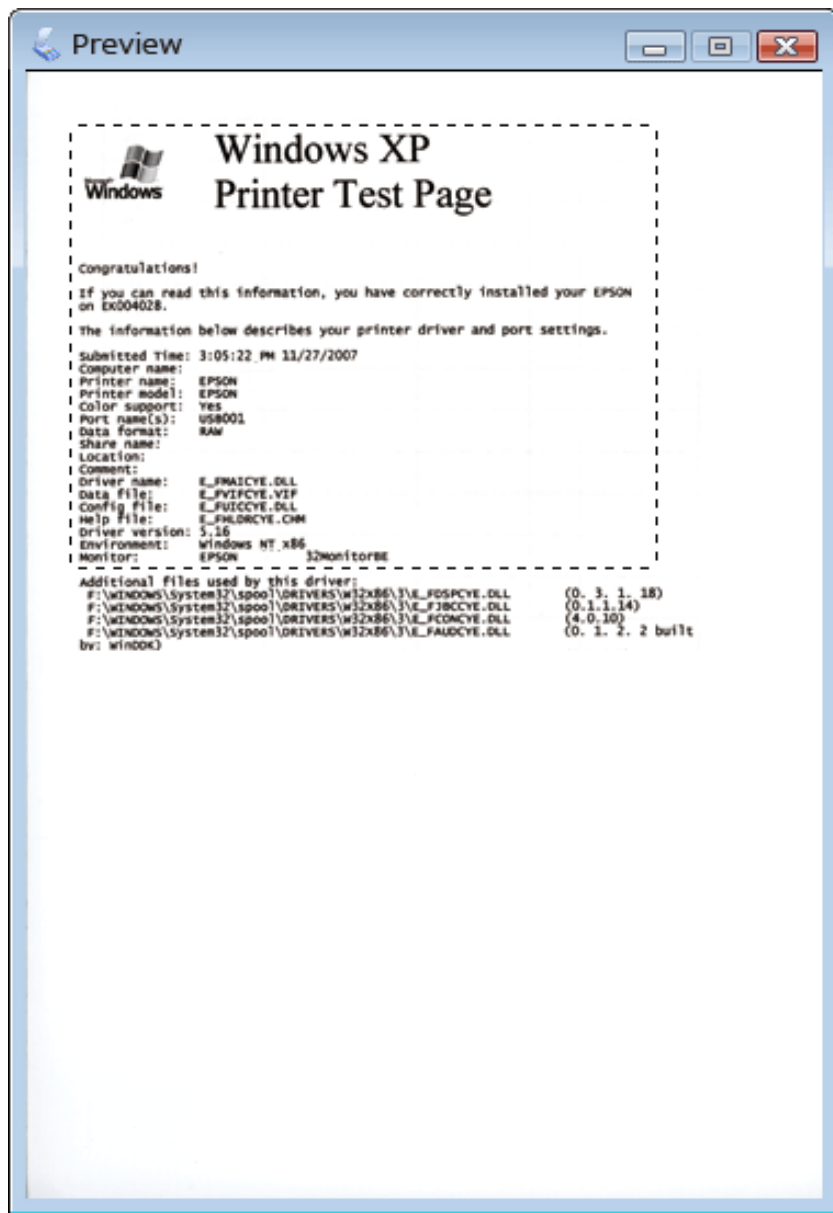 Preview
Windows XP
Printer Test Page
Microsoft
Windows
Congratulations!
If you can read this information, you have correctly installed your EPSON
on EK004028.
The information below describes your printer driver and port settings.
Submitted Time: 3:05:22 PM 11/27/2007
Computer name:
Printer name: EPSON
Printer model: EPSON
Color support: Yes
Port name(s): USB001
Data format: RAW
Share name:
Location:
Comment:
Driver name: E_FMAICYE.DLL
Data file: E_FVIFCYE.VIF
Config file: E_FUICCYE.DLL
Help file: E_FHLDRCYE.CHM
Driver version: 5.16
Environment: Windows NT x86
Monitor: EPSON 32MonitorBE
Additional files used by this driver:
F:\WINDOWS\System32\spool\DRIVERS\W32X86\3\E_FDSPCYE.DLL (0. 3. 1. 18)
F:\WINDOWS\System32\spool\DRIVERS\W32X86\3\E_FJBCCYE.DLL (0.1.1.14)
F:\WINDOWS\System32\spool\DRIVERS\W32X86\3\E_FCONCYE.DLL (4.0.10)
F:\WINDOWS\System32\spool\DRIVERS\W32X86\3\E_FAUDCYE.DLL (0. 1. 2. 2 built
by: WinDDK)